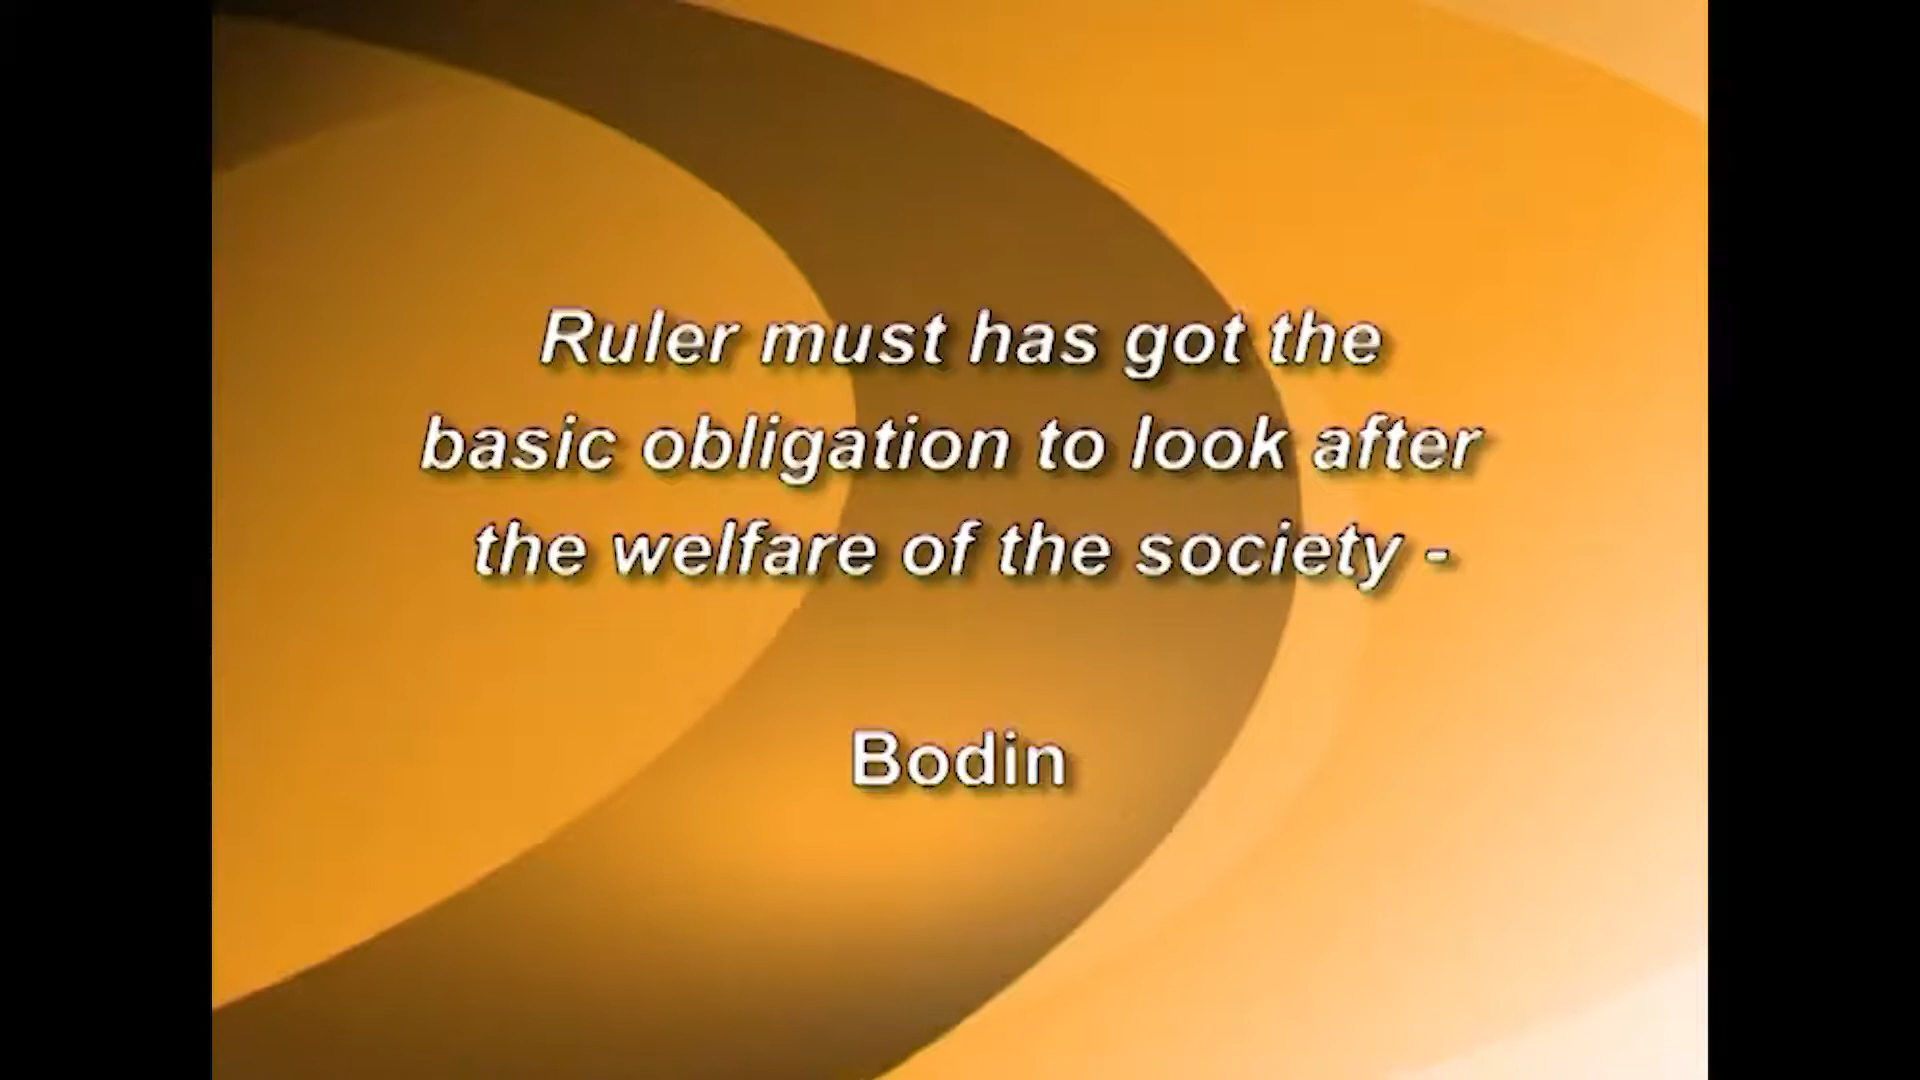 Ruler must has got the
basic obligation to look after
the welfare of the society -
Bodin